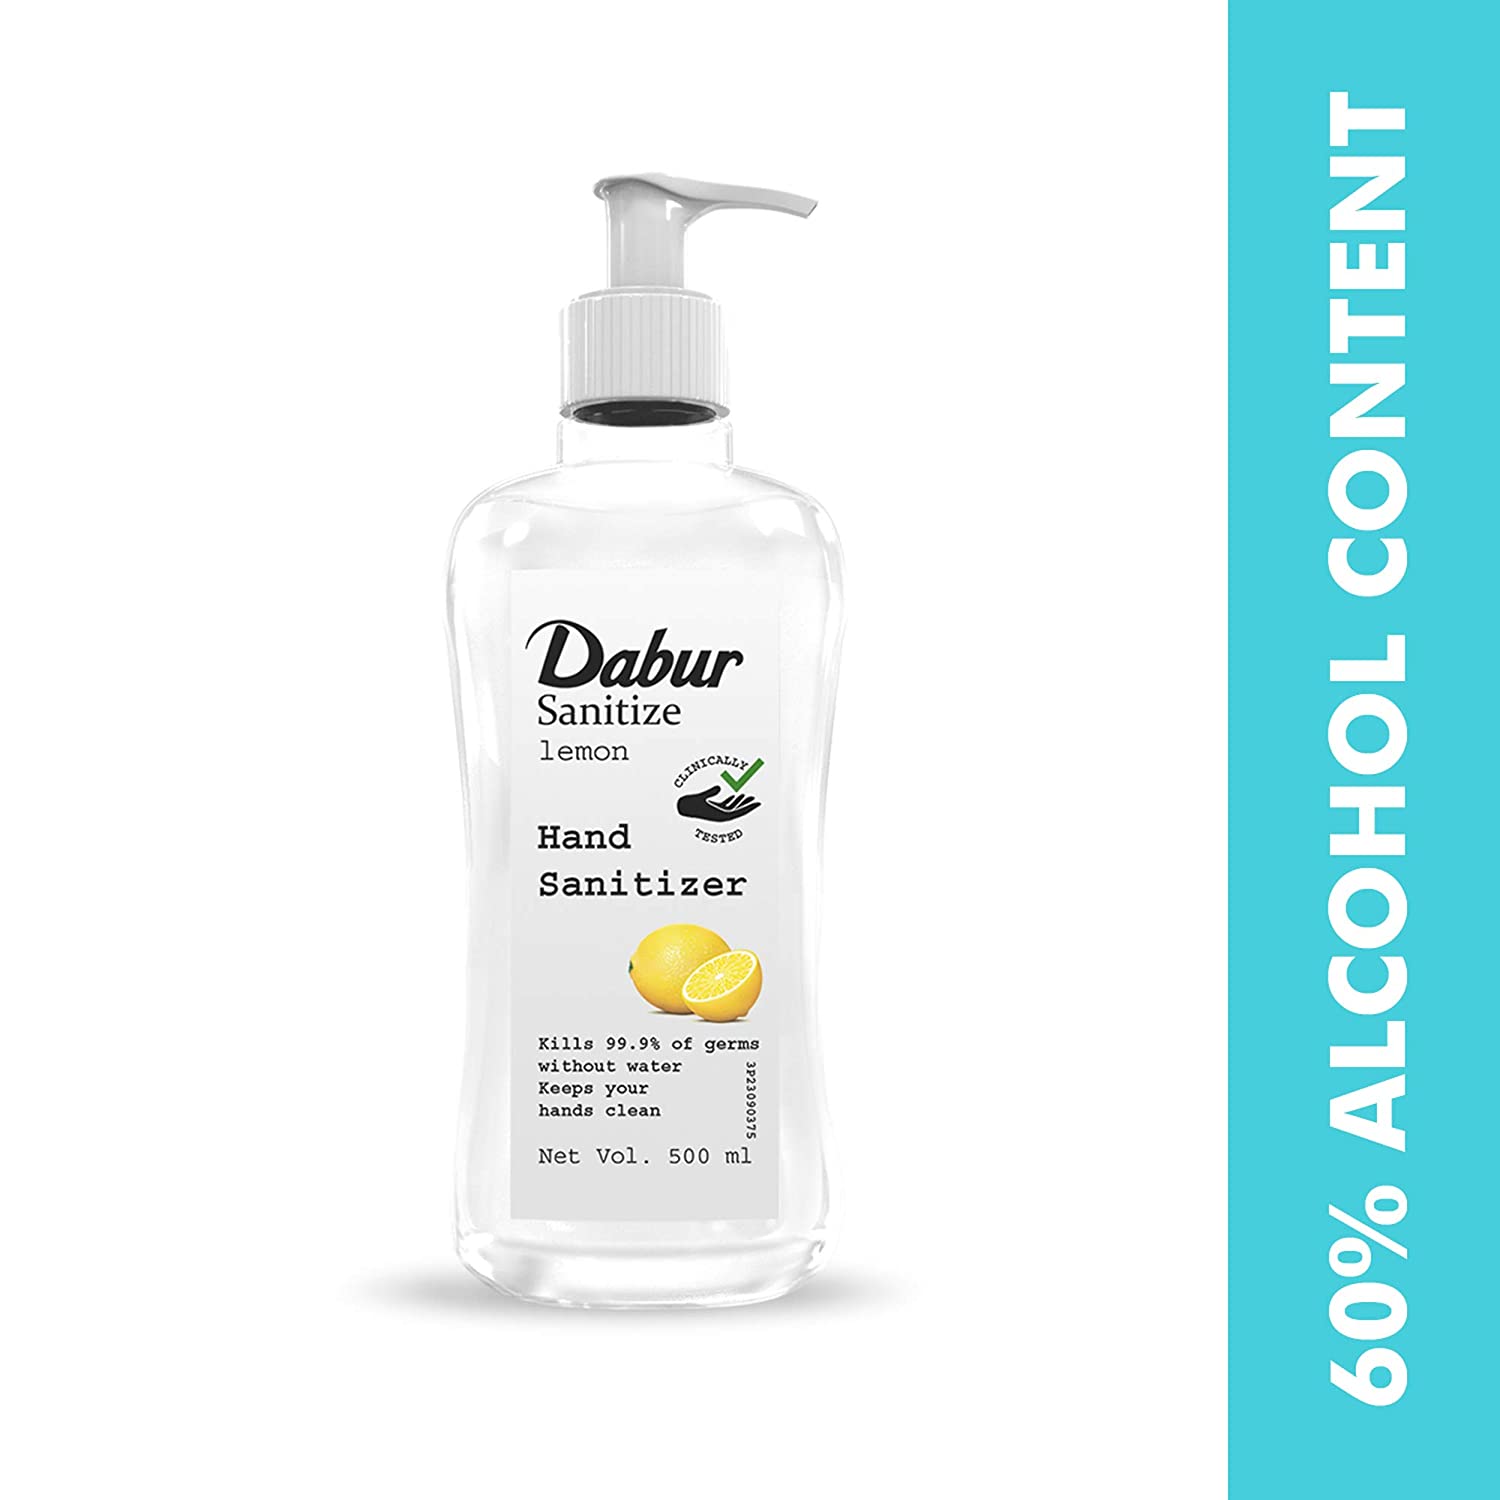 Dabur
Sanitize
lemon
CLINICALLY
TESTED
Hand
Sanitizer
Kills 99.9% of germs
without water
Keeps your
hands clean
3P23090375
Net Vol. 500 ml
60% ALCOHOL CONTENT